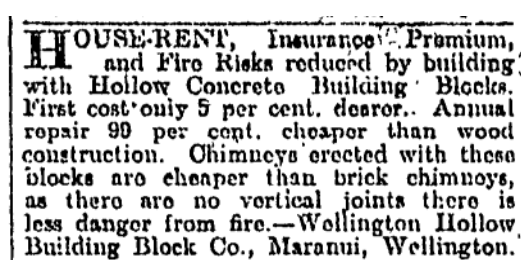 HOUSE-RENT, Insurance Premium,
and Fire Risks reduced by building
with Hollow Concrete Building Blocks.
First cost only 5 per cent. dearer. Annual
repair 99 per cent. cheaper than wood
construction. Chimneys erected with these
blocks are cheaper than brick chimneys,
as there are no vertical joints there is
less danger from fire.—Wellington Hollow
Building Block Co., Maranui, Wellington.